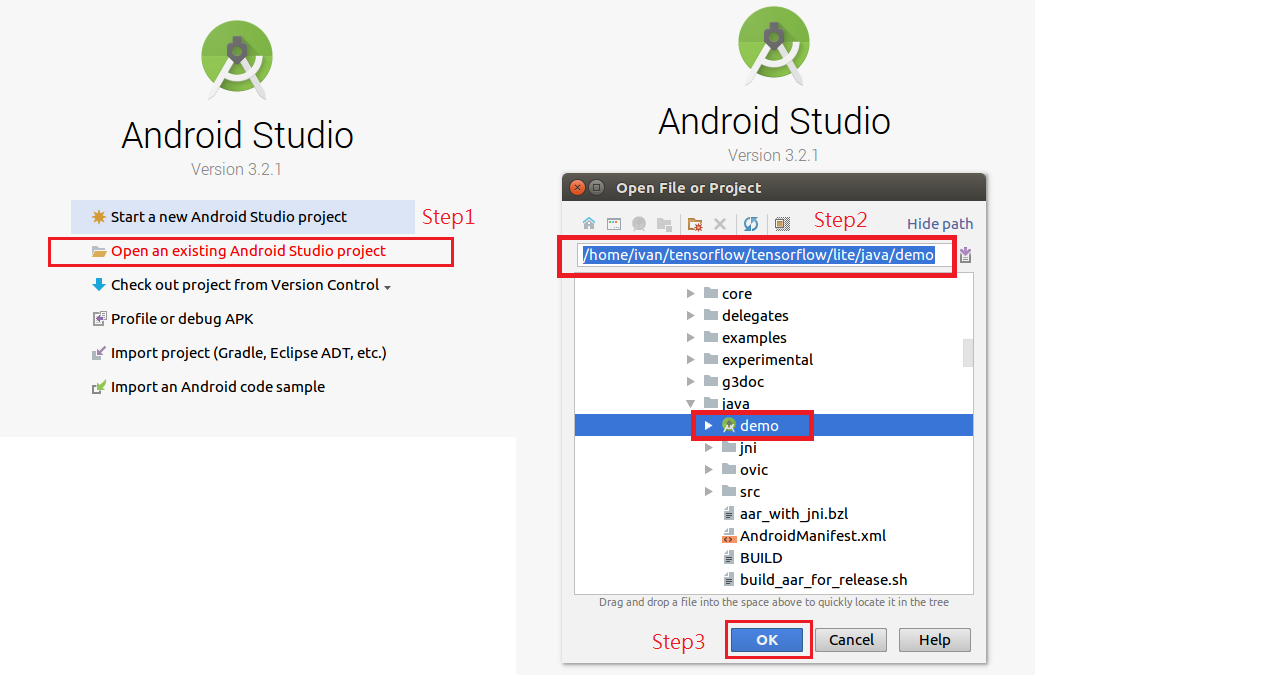 Android Studio
Version 3.2.1
Start a new Android Studio project
Step1
Open an existing Android Studio project
Check out project from Version Control
Profile or debug APK
Import project (Gradle, Eclipse ADT, etc.)
Import an Android code sample
Android Studio
Version 3.2.1
Open File or Project
Step2
Hide path
/home/ivan/tensorflow/tensorflow/lite/java/demo
core
delegates
examples
experimental
g3doc
java
demo
jni
ovic
src
aar_with_jni.bzl
AndroidManifest.xml
BUILD
build_aar_for_release.sh
Drag and drop a file into the space above to quickly locate it in the tree
Step3
OK
Cancel
Help